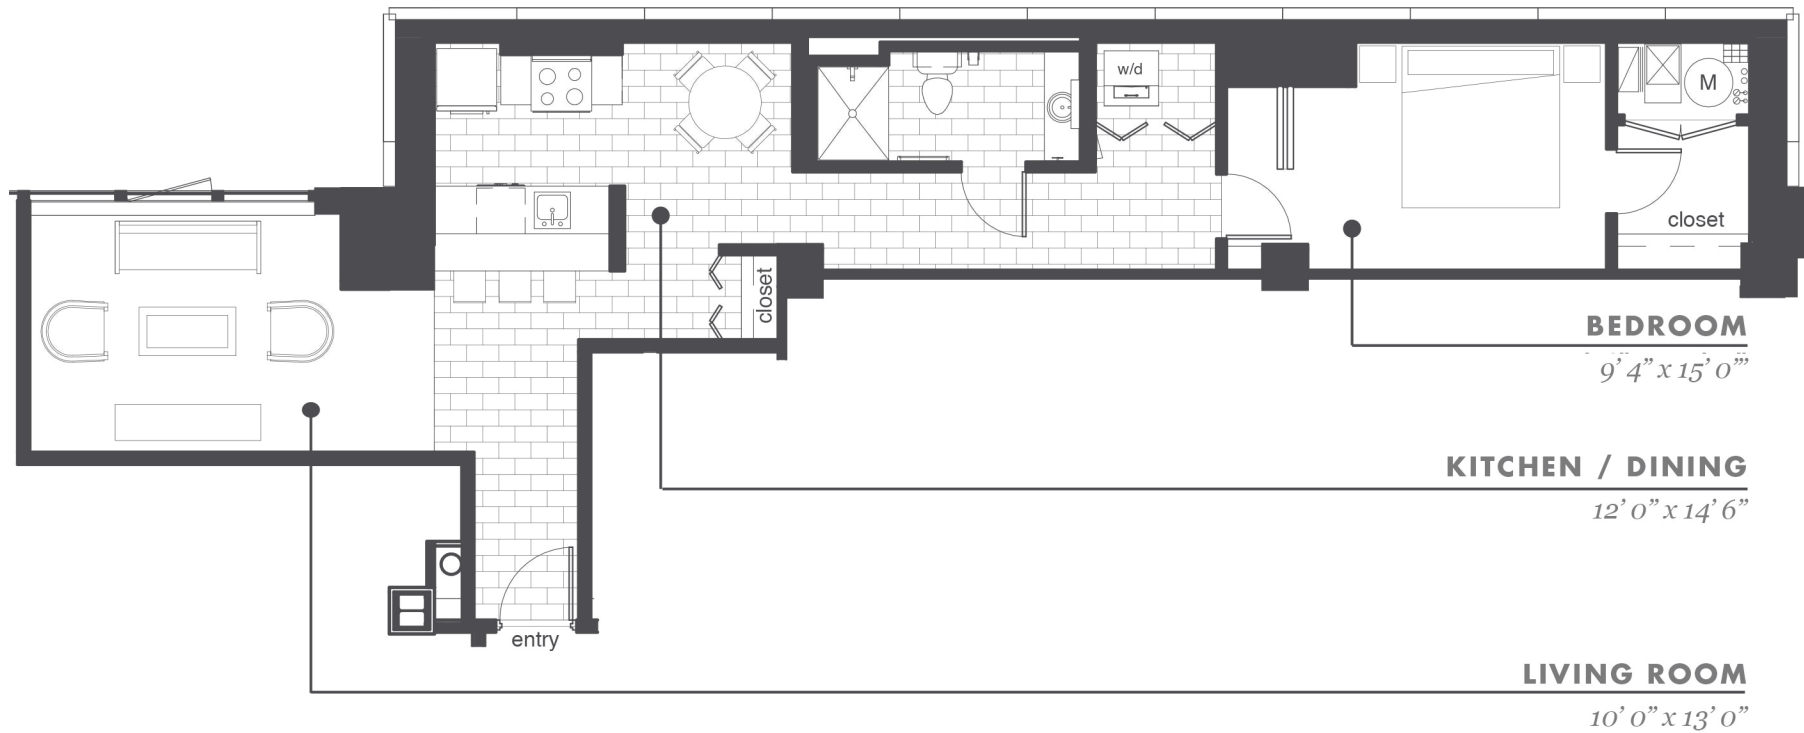 w/d
M
closet
closet
BEDROOM
9’ 4” x 15’ 0’”
KITCHEN / DINING
12’ 0” x 14’ 6”
entry
LIVING ROOM
10’ 0” x 13’ 0”